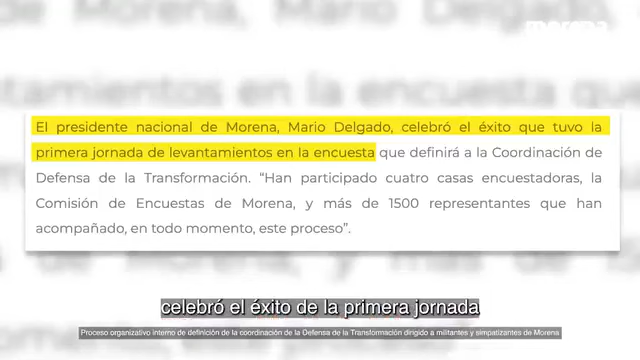 morena
El presidente nacional de Morena, Mario Delgado, celebró el éxito que tuvo la
primera jornada de levantamientos en la encuesta que definirá a la Coordinación de
Defensa de la Transformación. “Han participado cuatro casas encuestadoras, la
Comisión de Encuestas de Morena, y más de 1500 representantes que han
acompañado, en todo momento, este proceso”.
celebró el éxito de la primera jornada
Proceso organizativo interno de definición de la coordinación de la Defensa de la Transformación dirigido a militantes y simpatizantes de Morena